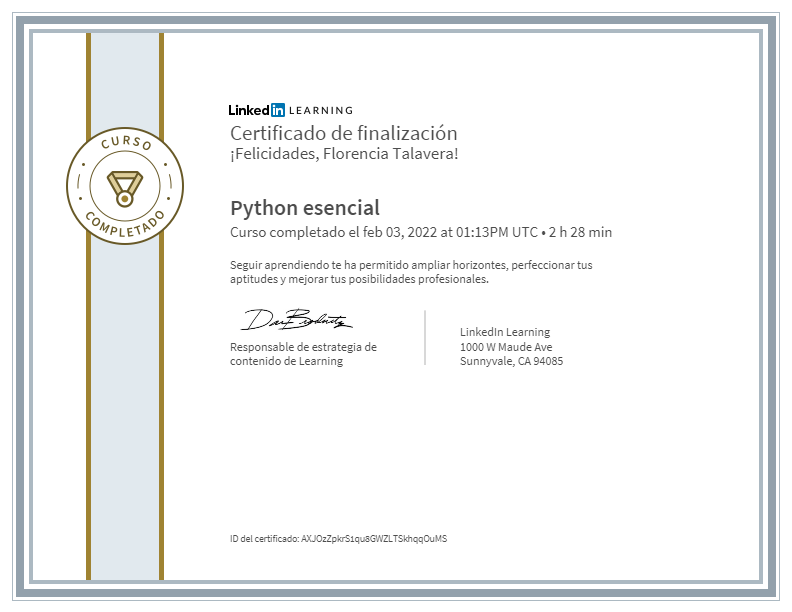 LinkedIn LEARNING
Certificado de finalización
¡Felicidades, Florencia Talavera!
CURSO
COMPLETADO
Python esencial
Curso completado el feb 03, 2022 at 01:13PM UTC • 2 h 28 min
Seguir aprendiendo te ha permitido ampliar horizontes, perfeccionar tus
aptitudes y mejorar tus posibilidades profesionales.
Responsable de estrategia de
contenido de Learning
LinkedIn Learning
1000 W Maude Ave
Sunnyvale, CA 94085
ID del certificado: AXJOzZpkrS1qu8GWZLTSkhqqOuMS